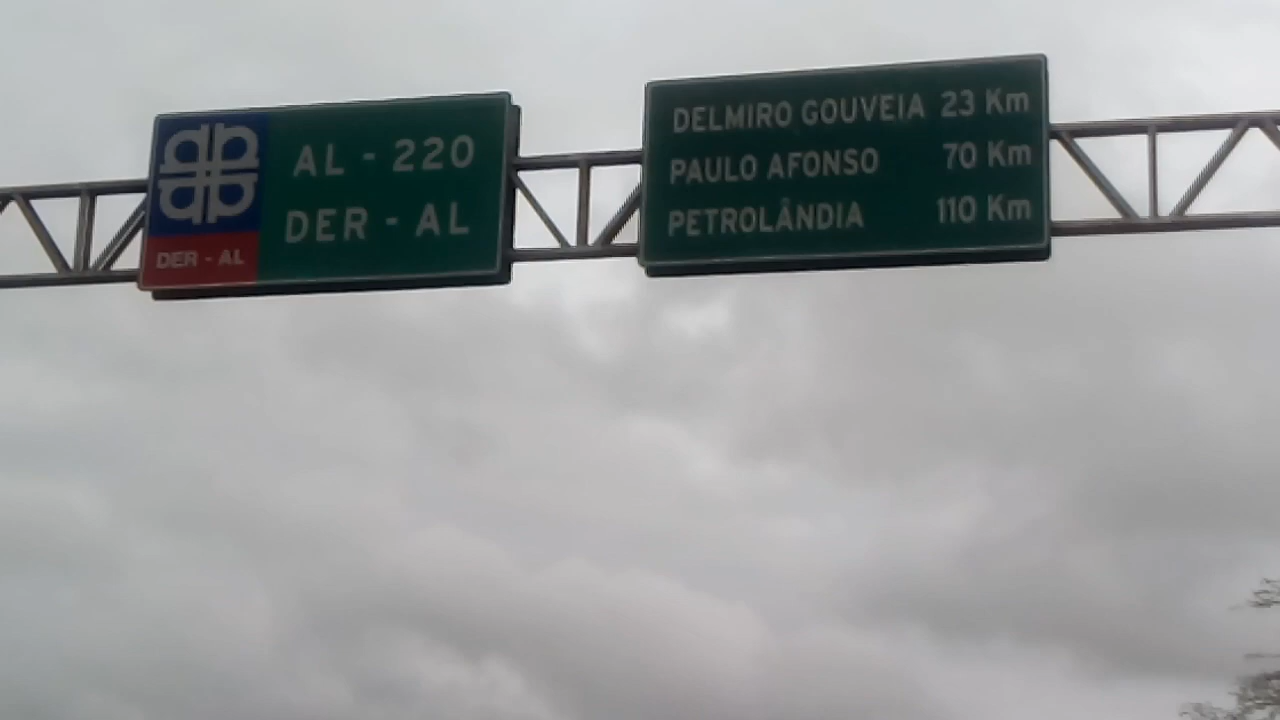 AL - 220
DER - AL
DER - AL
DELMIRO GOUVEIA 23 Km
PAULO AFONSO 70 Km
PETROLÂNDIA 110 Km